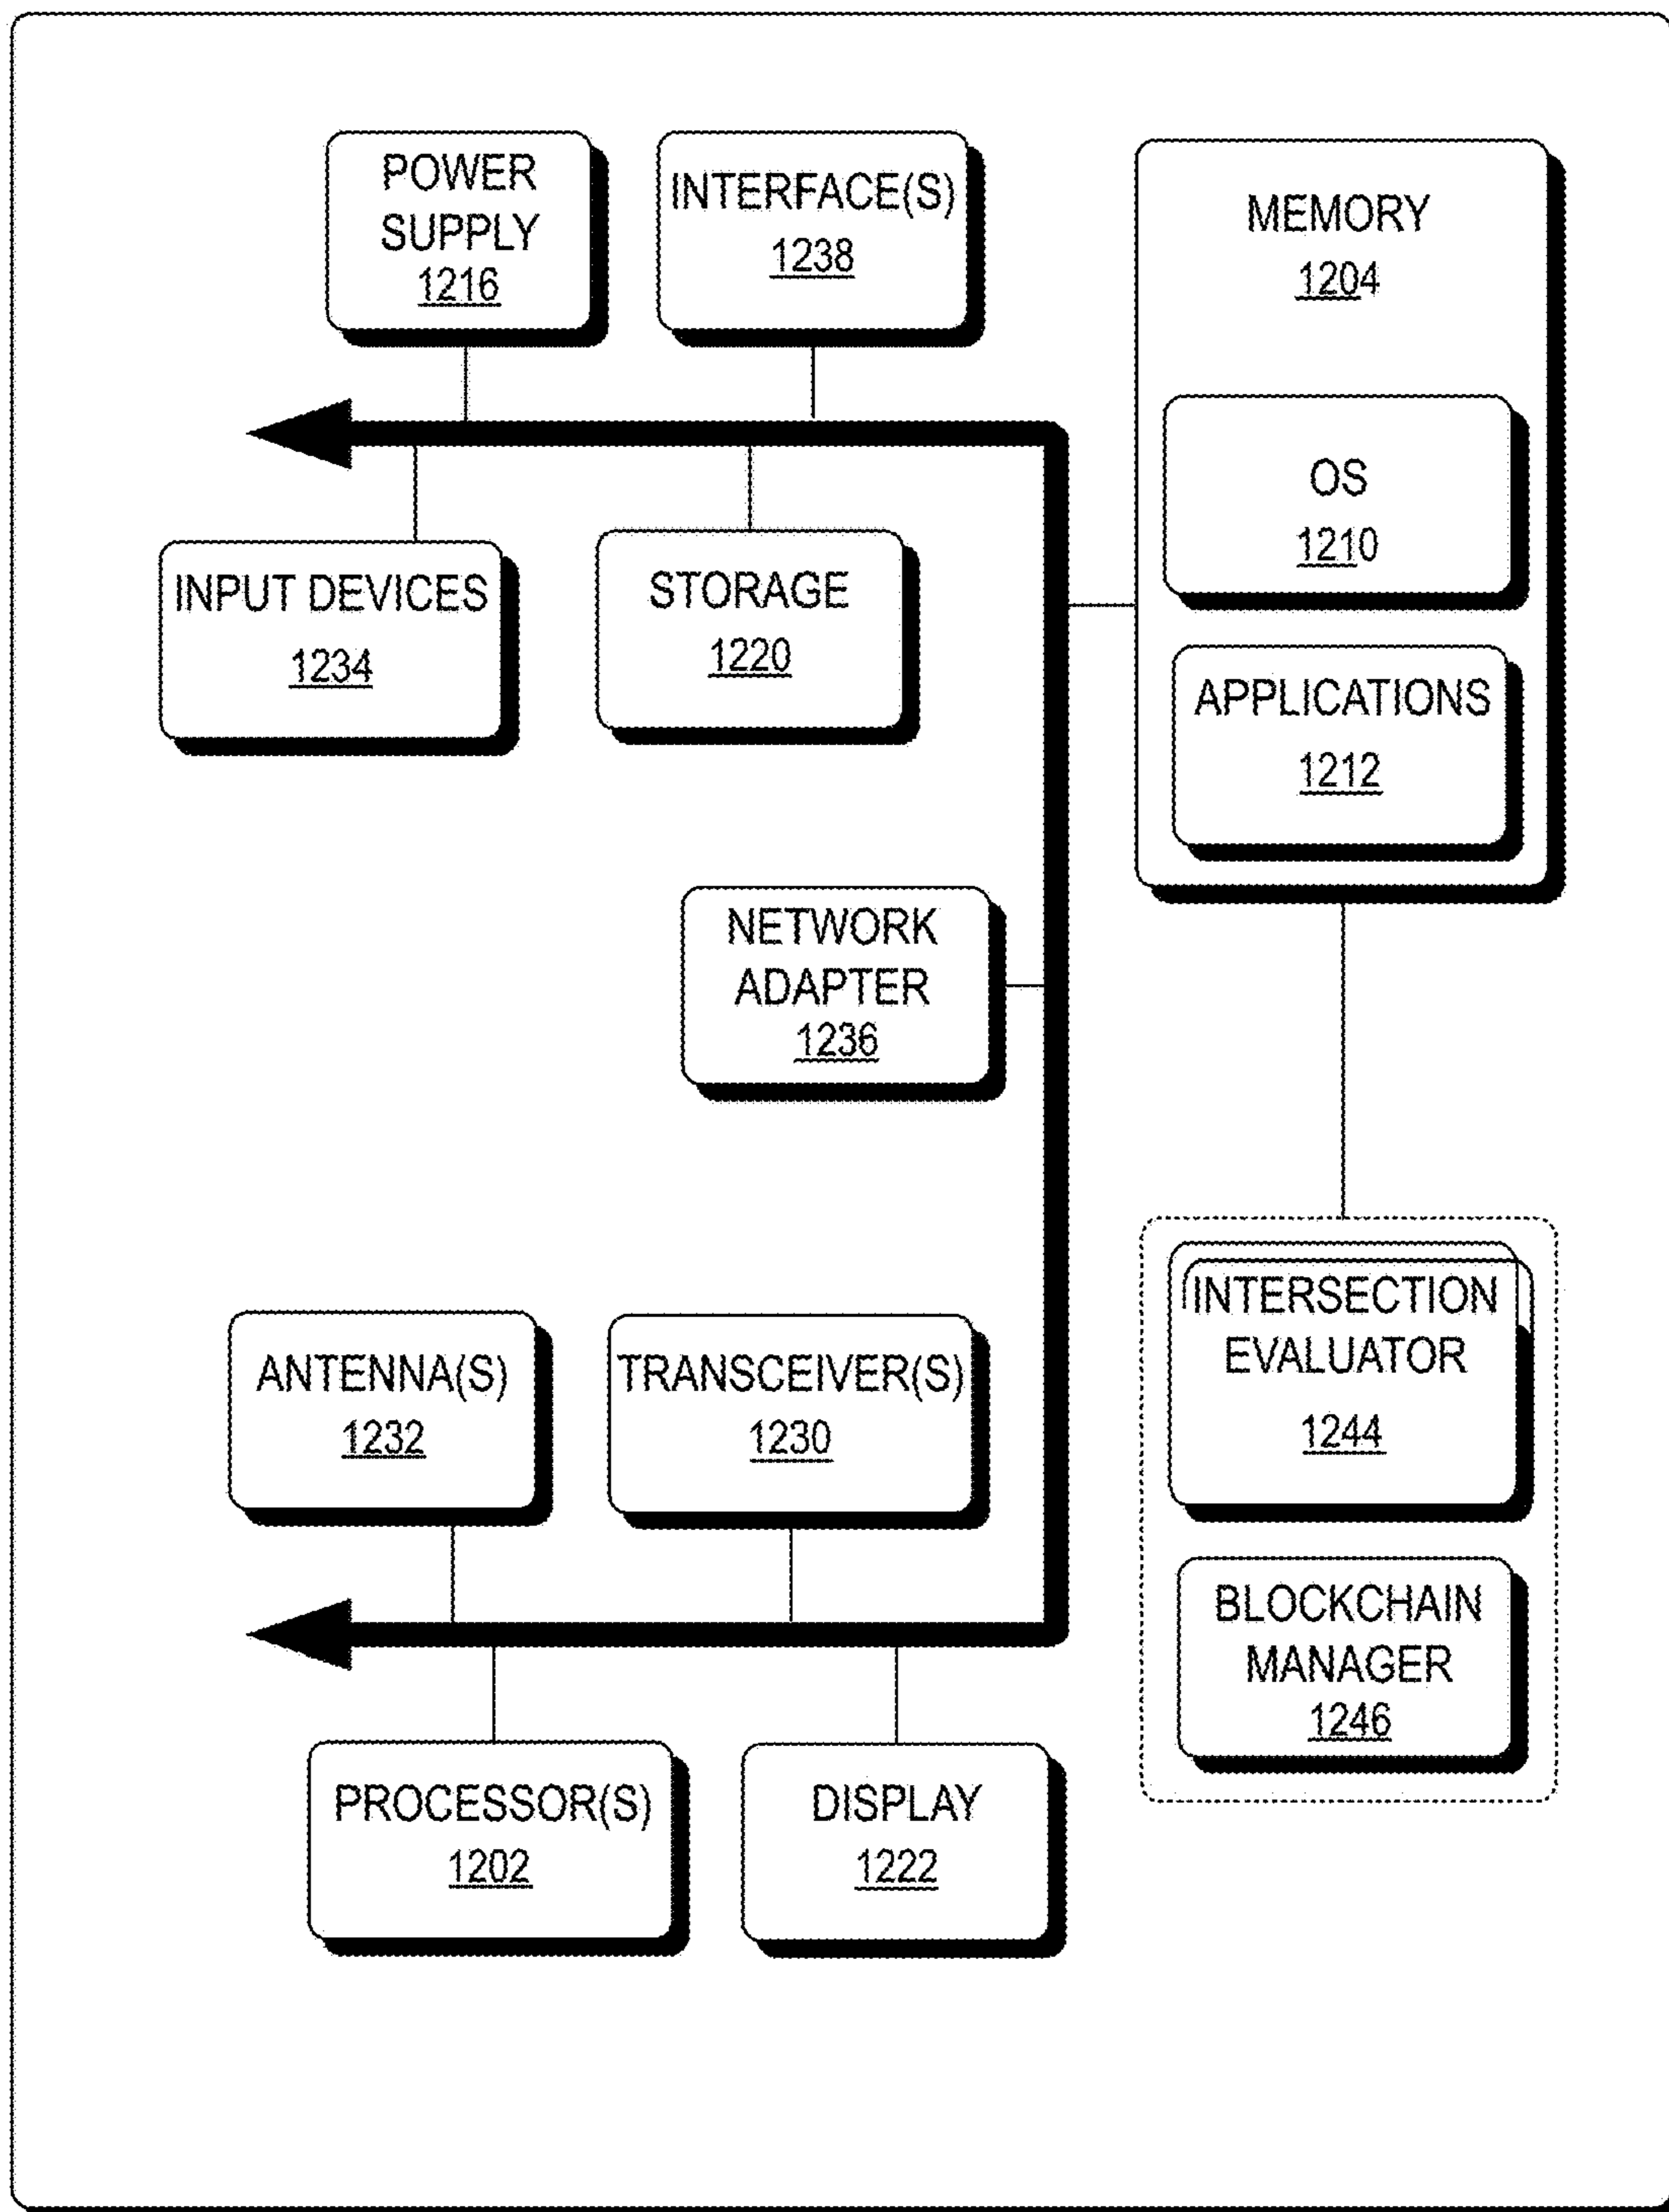 POWER
SUPPLY
1216
INTERFACE(S)
1238
MEMORY
1204
OS
1210
APPLICATIONS
1212
INPUT DEVICES
1234
STORAGE
1220
NETWORK
ADAPTER
1236
ANTENNA(S)
1232
TRANSCEIVER(S)
1230
INTERSECTION
EVALUATOR
1244
BLOCKCHAIN
MANAGER
1246
PROCESSOR(S)
1202
DISPLAY
1222